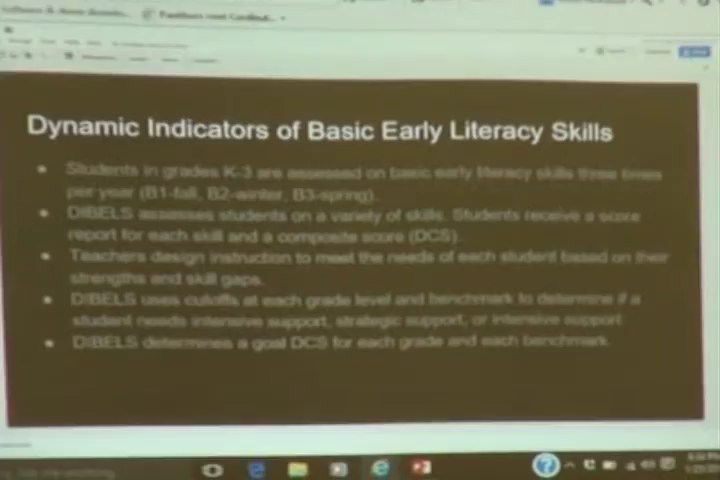 Dynamic Indicators of Basic Early Literacy Skills
• Students in grades K-3 are assessed on basic early literacy skills three times
per year (B1-fall, B2-winter, B3-spring).
• DIBELS assesses students on a variety of skills. Students receive a score
report for each skill and a composite score (DCS).
• Teachers design instruction to meet the needs of each student based on their
strengths and skill gaps.
• DIBELS uses cutoffs at each grade level and benchmark to determine if a
student needs intensive support, strategic support, or intensive support
• DIBELS determines a goal DCS for each grade and each benchmark.